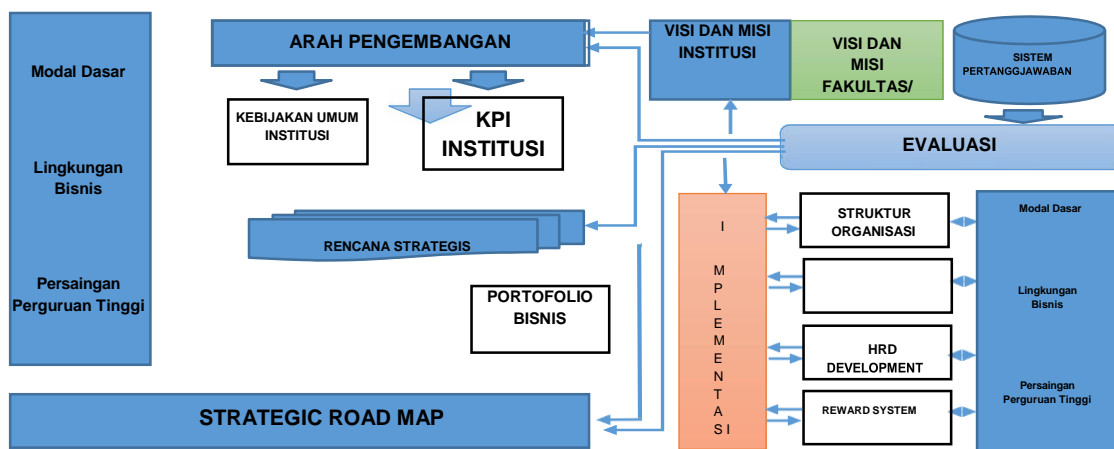 Modal Dasar
Lingkungan
Bisnis
Persaingan
Perguruan Tinggi
ARAH PENGEMBANGAN
KEBIJAKAN UMUM
INSTITUSI
KPI
INSTITUSI
VISI DAN MISI
INSTITUSI
VISI DAN
MISI
FAKULTAS/
SISTEM
PERTANGGJAWABAN
EVALUASI
RENCANA STRATEGIS
PORTOFOLIO
BISNIS
STRATEGIC ROAD MAP
I
M
P L E
M E
N T
A S I
STRUKTUR
ORGANISASI
HRD
DEVELOPMENT
REWARD SYSTEM
Modal Dasar
Lingkungan
Bisnis
Persaingan
Perguruan Tinggi